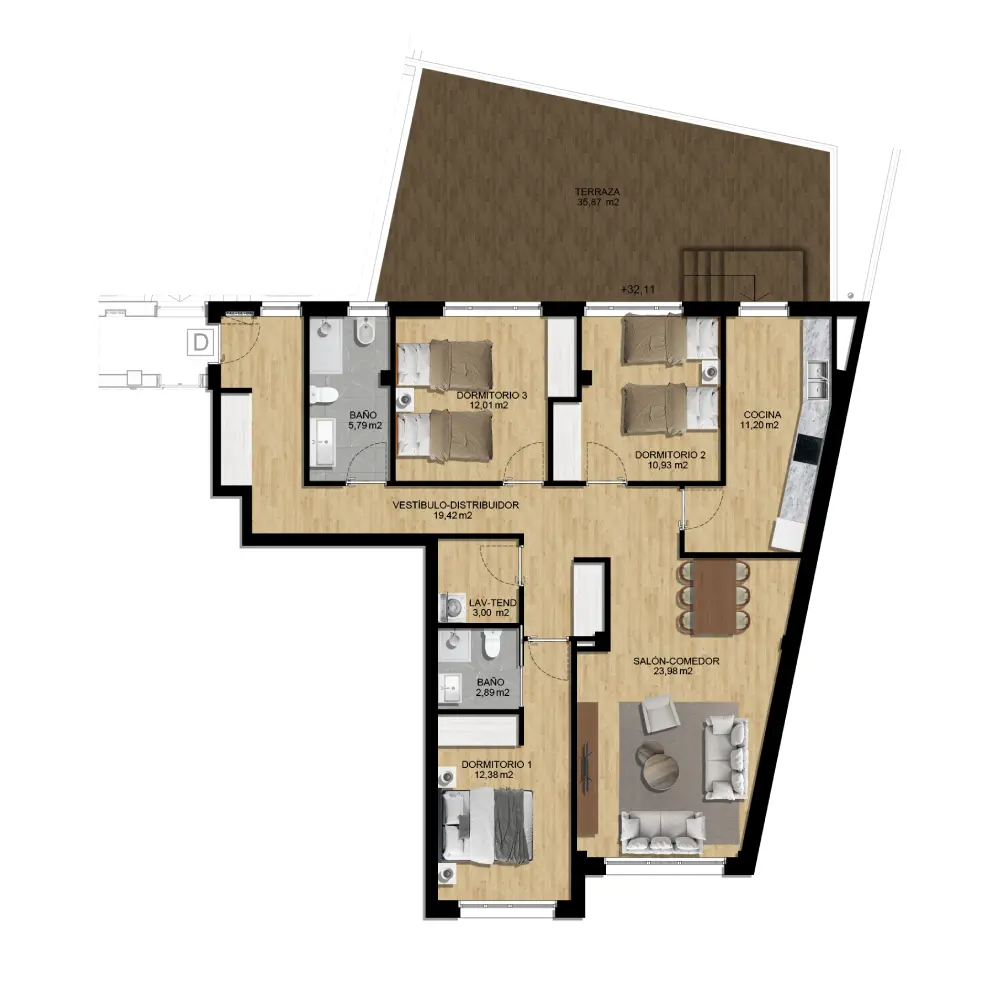 TERRAZA
35,87 m2
+32,11
D
DORMITORIO 3
12,01 m2
BAÑO
5,79 m2
COCINA
11,20 m2
DORMITORIO 2
10,93 m2
VESTÍBULO-DISTRIBUIDOR
19,42 m2
LAV-TEND
3,00 m2
SALÓN-COMEDOR
23,98 m2
BAÑO
2,89 m2
DORMITORIO 1
12,38 m2